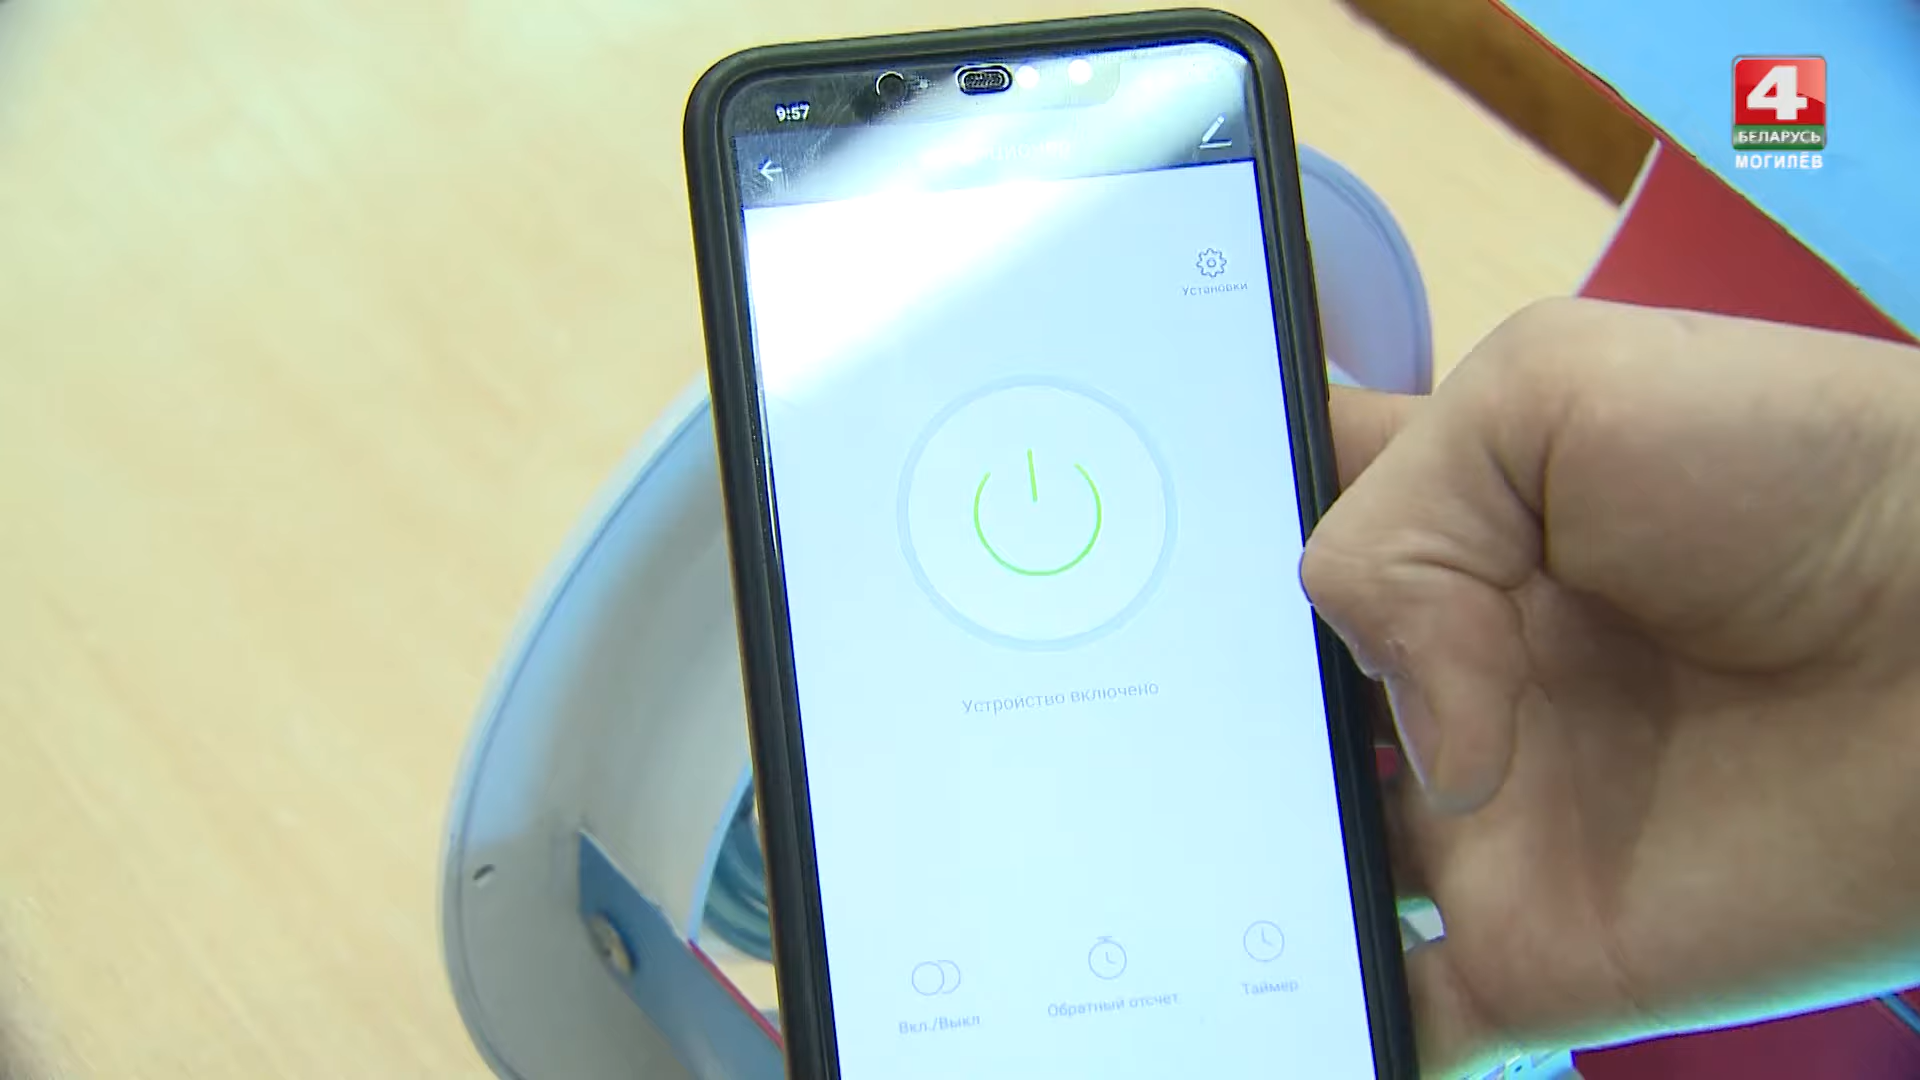 9:57
4
БЕЛАРУСЬ
МОГИЛЁВ
Установки
Устройство включено
Вкл./Выкл
Обратный отсчет
Таймер